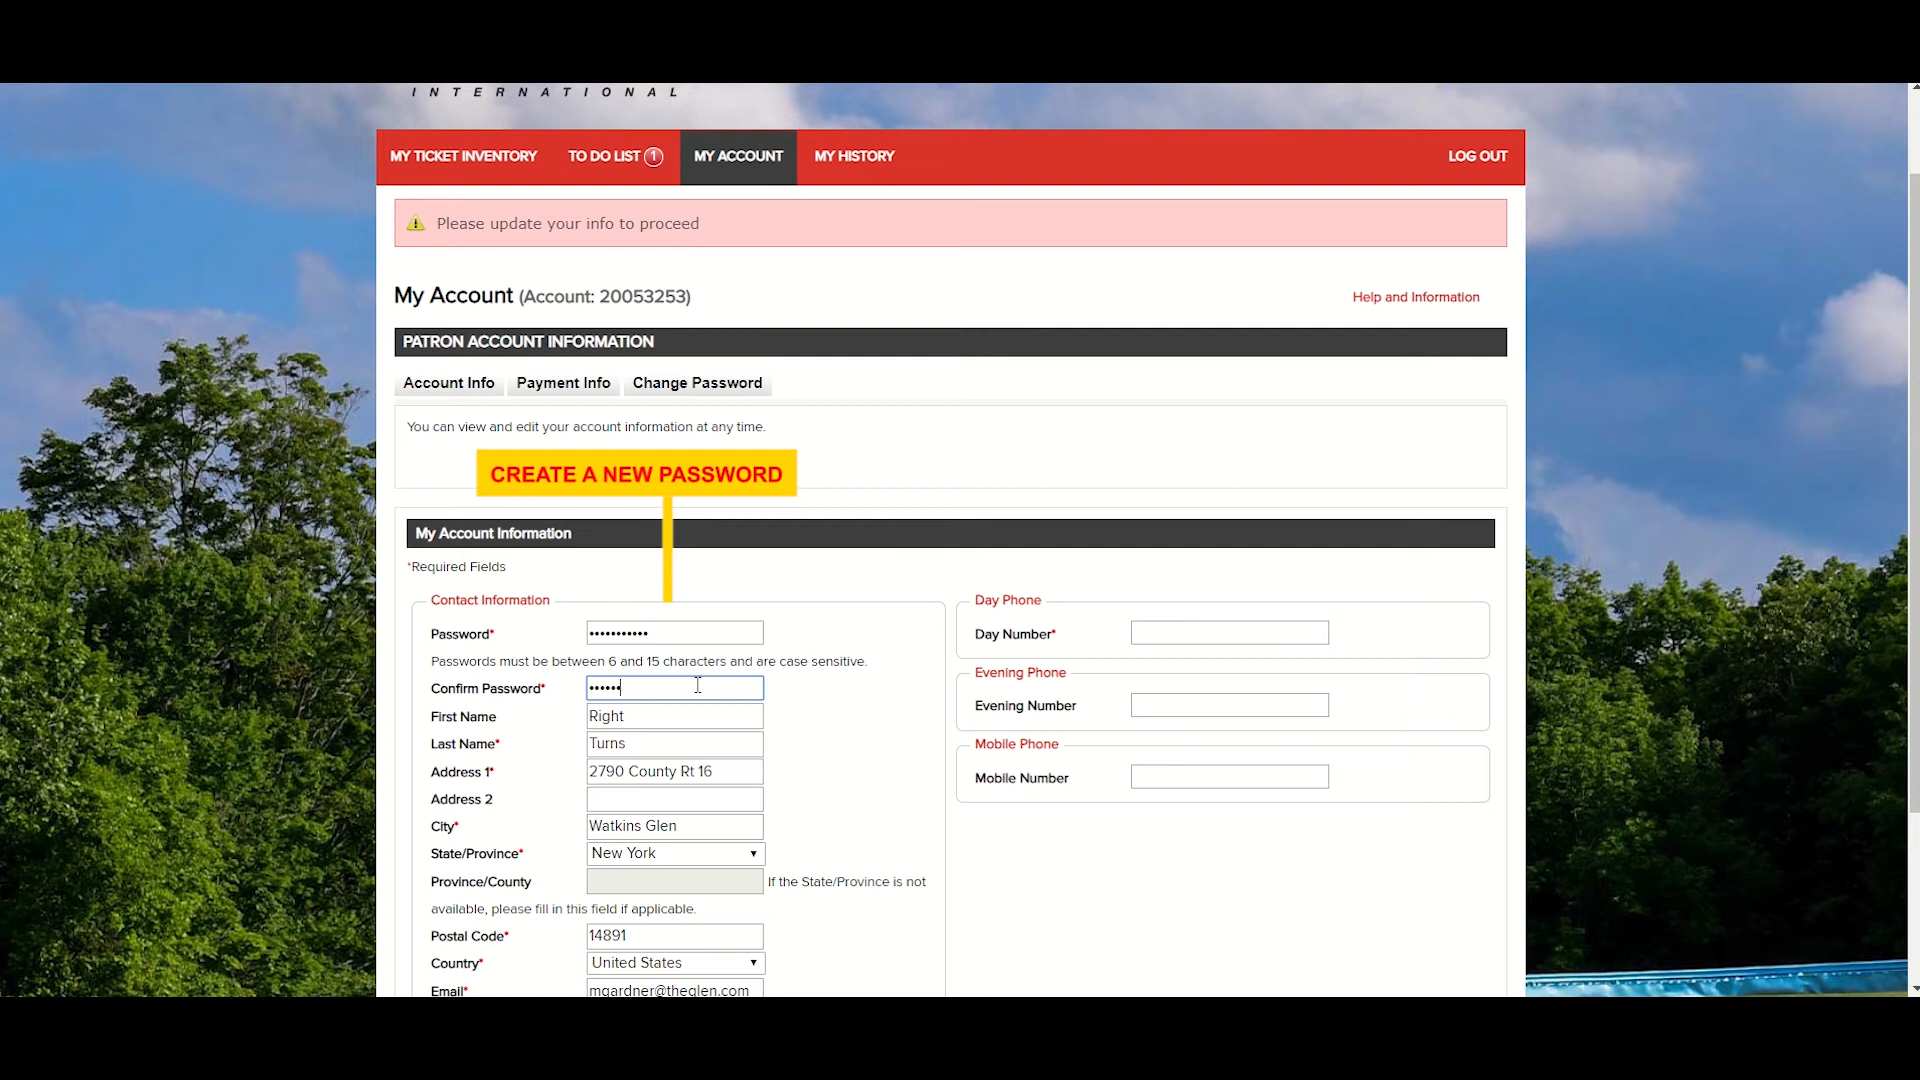 INTERNATIONAL
MY TICKET INVENTORY TO DO LIST 1 MY ACCOUNT MY HISTORY LOG OUT
Please update your info to proceed
My Account (Account: 20053253) Help and Information
PATRON ACCOUNT INFORMATION
Account Info Payment Info Change Password
You can view and edit your account information at any time.
CREATE A NEW PASSWORD
My Account Information
*Required Fields
Contact Information
Password* •••••••••••
Passwords must be between 6 and 15 characters and are case sensitive.
Confirm Password* ••••••
First Name Right
Last Name* Turns
Address 1* 2790 County Rt 16
Address 2
City* Watkins Glen
State/Province* New York
Province/County If the State/Province is not
available, please fill in this field if applicable.
Postal Code* 14891
Country* United States
Email* mgardner@theglen.com
Day Phone
Day Number*
Evening Phone
Evening Number
Mobile Phone
Mobile Number